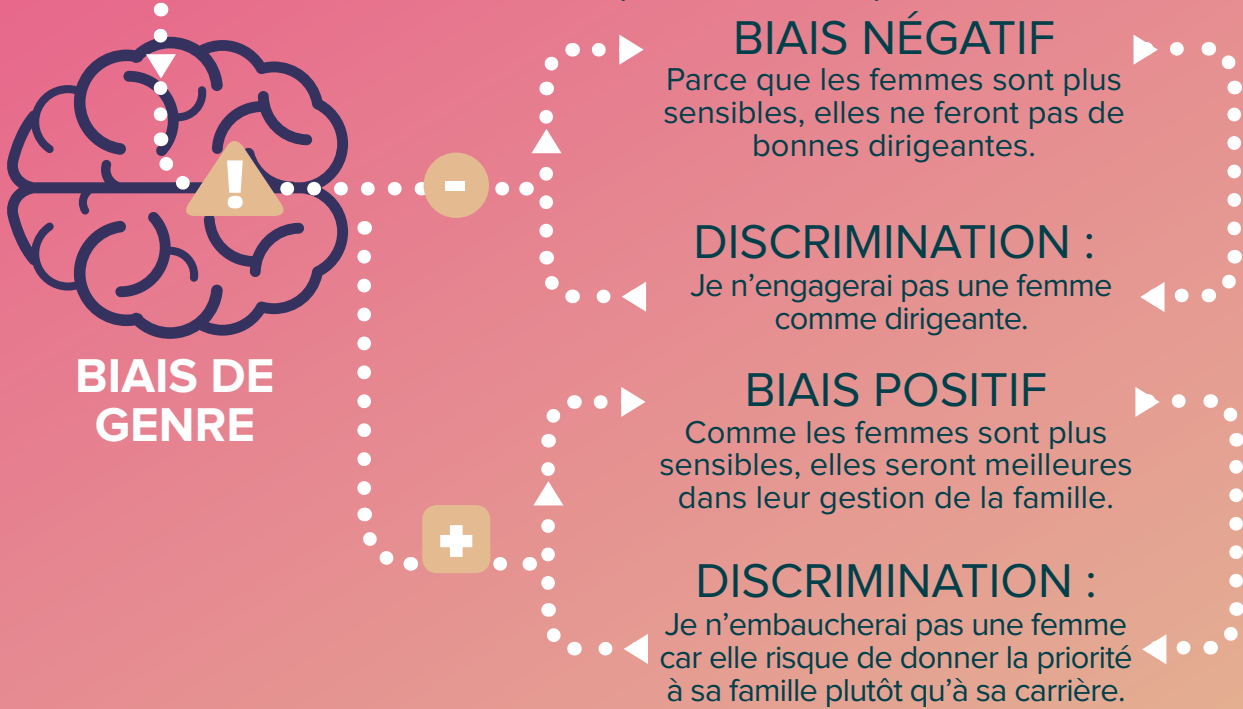 BIAIS NÉGATIF
Parce que les femmes sont plus
sensibles, elles ne feront pas de
bonnes dirigeantes.
!
-
DISCRIMINATION :
Je n’engagerai pas une femme
comme dirigeante.
BIAIS DE
GENRE
BIAIS POSITIF
Comme les femmes sont plus
sensibles, elles seront meilleures
dans leur gestion de la famille.
+
DISCRIMINATION :
Je n’embaucherai pas une femme
car elle risque de donner la priorité
à sa famille plutôt qu’à sa carrière.